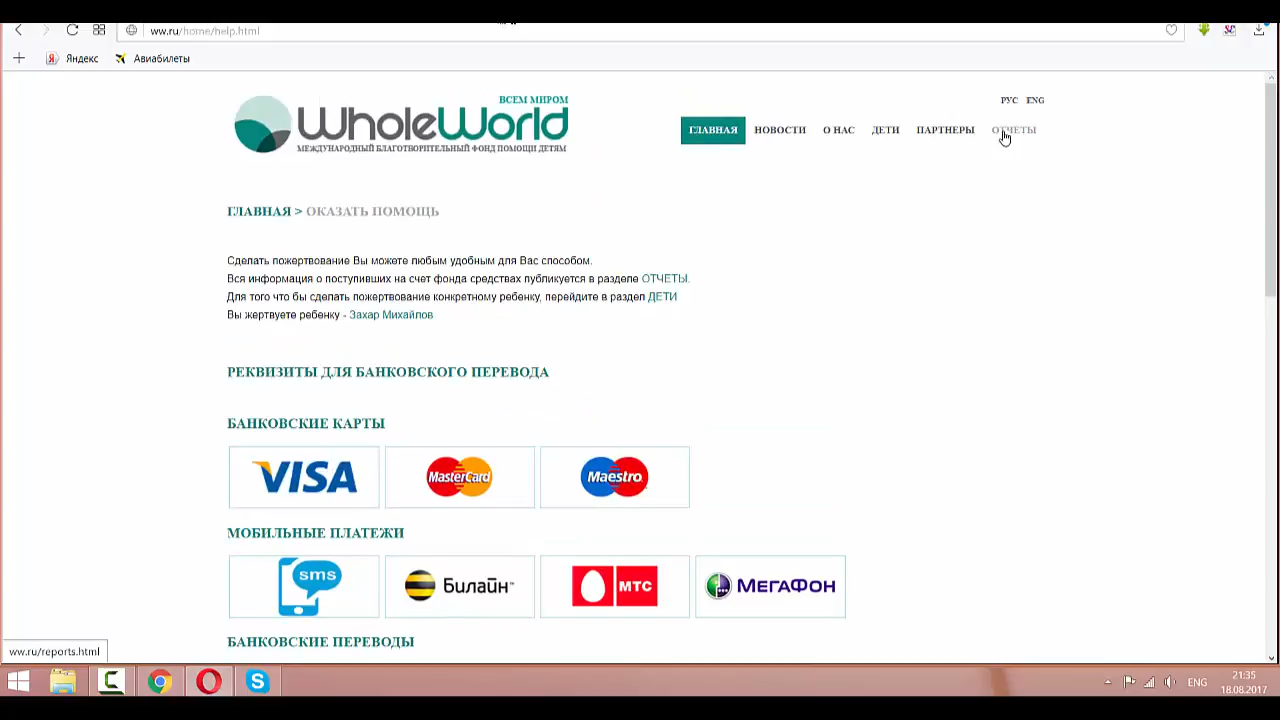 ww.ru/home/help.html
Яндекс
Авиабилеты
ВСЕМ МИРОМ
WholeWorld
МЕЖДУНАРОДНЫЙ БЛАГОТВОРИТЕЛЬНЫЙ ФОНД ПОМОЩИ ДЕТЯМ
РУС ENG
ГЛАВНАЯ НОВОСТИ О НАС ДЕТИ ПАРТНЕРЫ ОТЧЕТЫ
ГЛАВНАЯ > ОКАЗАТЬ ПОМОЩЬ
Сделать пожертвование Вы можете любым удобным для Вас способом.
Вся информация о поступивших на счет фонда средствах публикуется в разделе ОТЧЕТЫ.
Для того что бы сделать пожертвование конкретному ребенку, перейдите в раздел ДЕТИ
Вы жертвуете ребенку - Захар Михайлов
РЕКВИЗИТЫ ДЛЯ БАНКОВСКОГО ПЕРЕВОДА
БАНКОВСКИЕ КАРТЫ
VISA MasterCard Maestro
МОБИЛЬНЫЕ ПЛАТЕЖИ
sms Билайн™ МТС МЕГАФОН
БАНКОВСКИЕ ПЕРЕВОДЫ
ww.ru/reports.html
ENG
21:35
18.08.2017